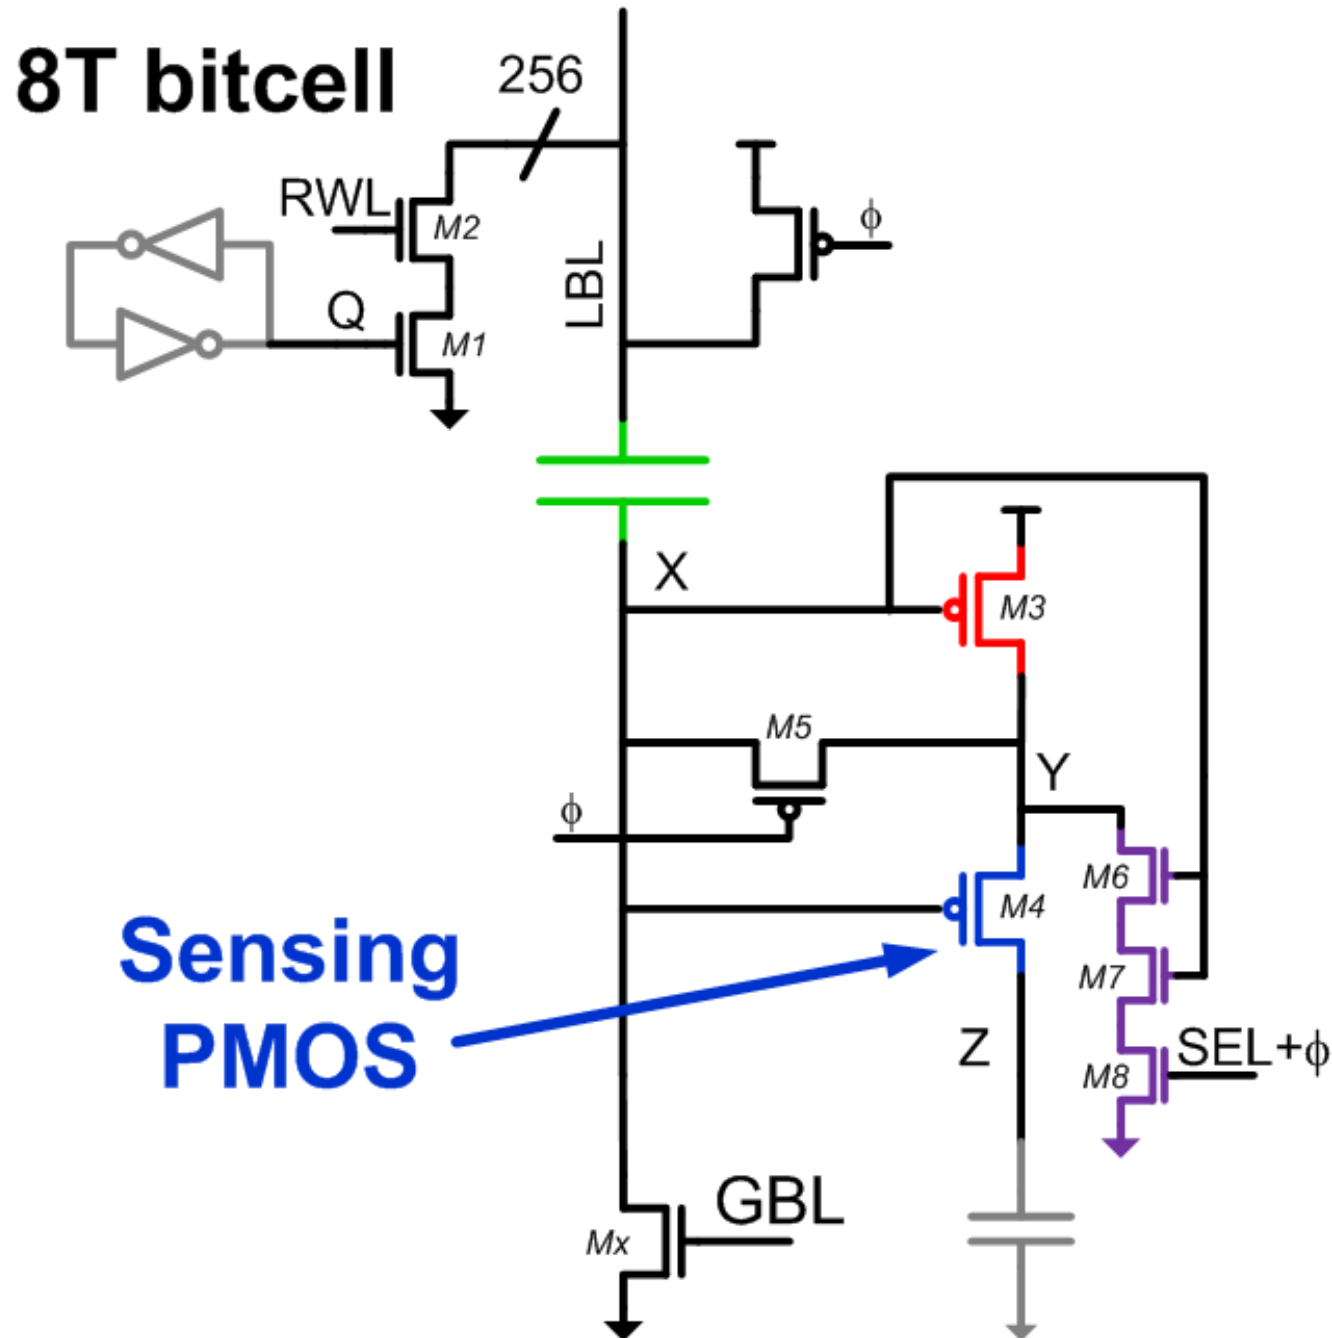 8T bitcell
256
RWL
M2
ϕ
LBL
Q
M1
X
M3
M5
Y
ϕ
M6
M4
Sensing
PMOS
M7
Z
SEL+ϕ
M8
GBL
Mx